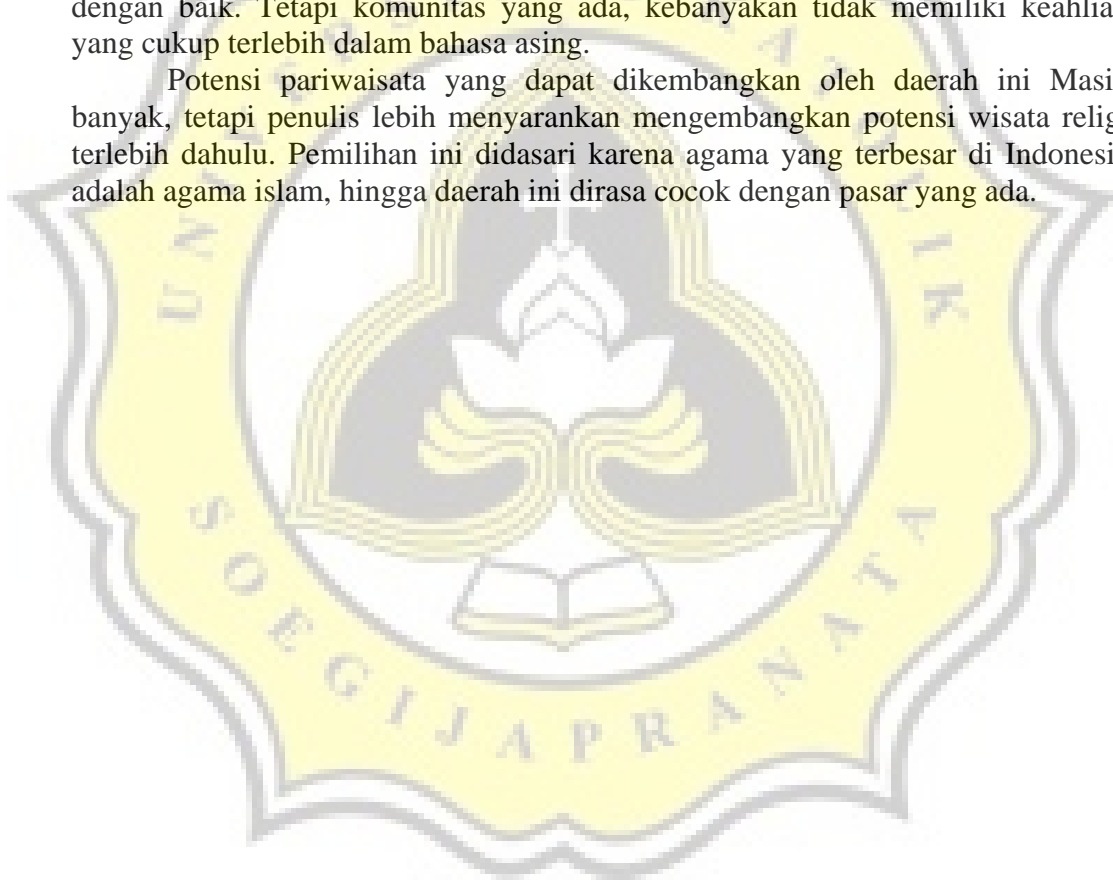 dengan baik. Tetapi komunitas yang ada, kebanyakan tidak memiliki keahlia
yang cukup terlebih dalam bahasa asing.
Potensi pariwaisata yang dapat dikembangkan oleh daerah ini Masi
banyak, tetapi penulis lebih menyarankan mengembangkan potensi wisata relig
terlebih dahulu. Pemilihan ini didasari karena agama yang terbesar di Indonesi
adalah agama islam, hingga daerah ini dirasa cocok dengan pasar yang ada.
SOEGIJAPRANATA